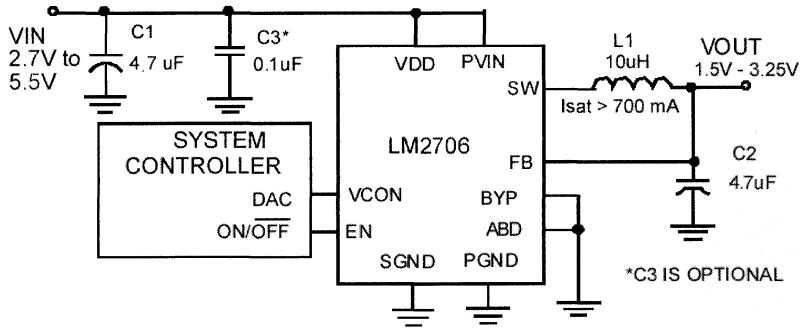 VIN
2.7V to
5.5V
C1
4.7 uF
C3*
0.1uF
VDD
PVIN
SW
L1
10uH
Isat > 700 mA
VOUT
1.5V - 3.25V
SYSTEM
CONTROLLER
DAC
ON/OFF
LM2706
VCON
EN
FB
BYP
ABD
SGND
PGND
C2
4.7uF
*C3 IS OPTIONAL